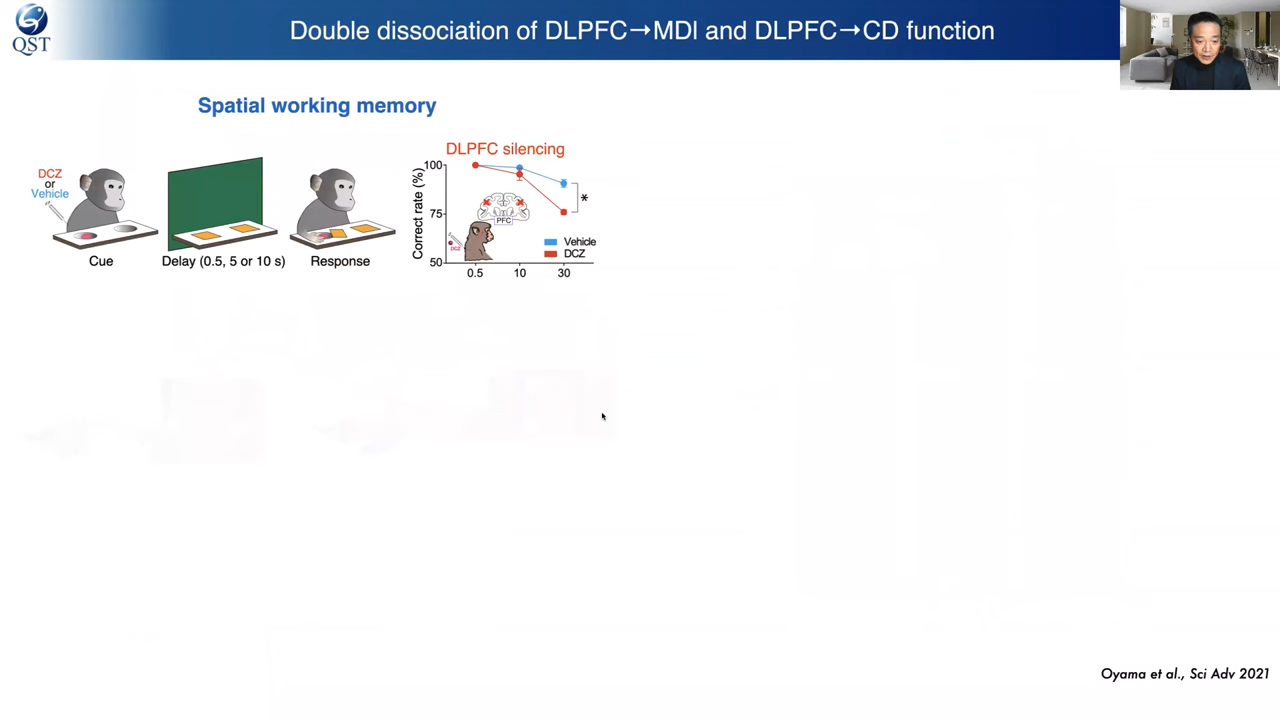 QST
Double dissociation of DLPFC→MDl and DLPFC→CD function
Spatial working memory
DCZ
or
Vehicle
Cue
Delay (0.5, 5 or 10 s)
Response
DLPFC silencing
Correct rate (%)
100
75
50
*
PFC
DCZ
Vehicle
DCZ
0.5
10
30
Oyama et al., Sci Adv 2021